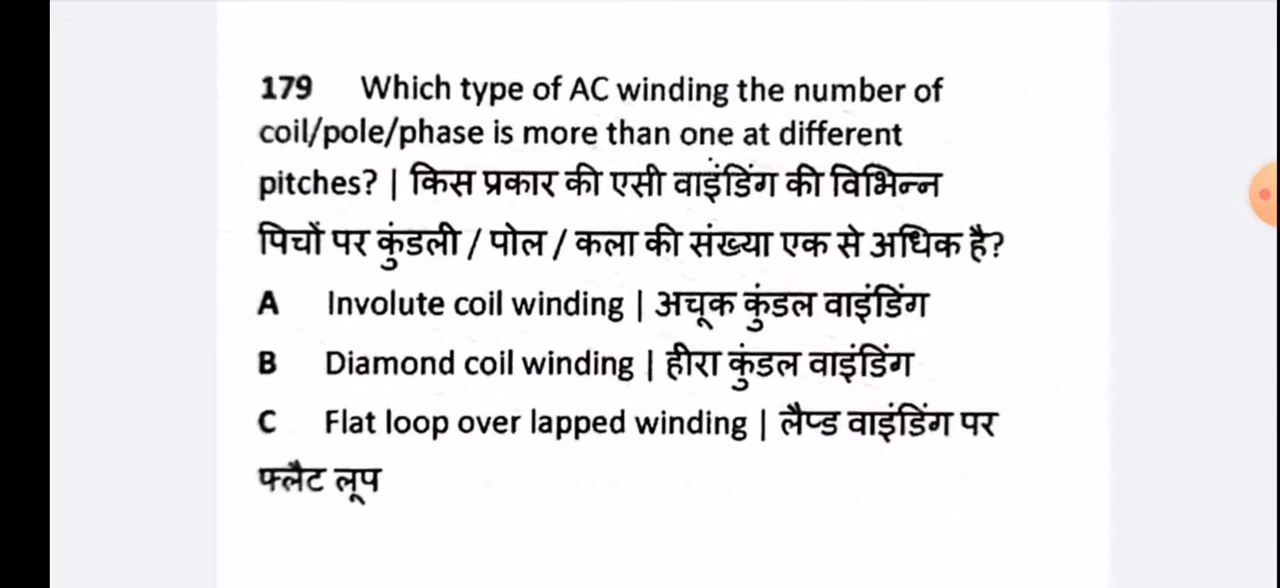 179 Which type of AC winding the number of
coil/pole/phase is more than one at different
pitches? | किस प्रकार की एसी वाइंडिंग की विभिन्न
पिचों पर कुंडली / पोल / कला की संख्या एक से अधिक है?
A Involute coil winding | अचूक कुंडल वाइंडिंग
B Diamond coil winding | हीरा कुंडल वाइंडिंग
C Flat loop over lapped winding | लैप्ड वाइंडिंग पर
फ्लैट लूप